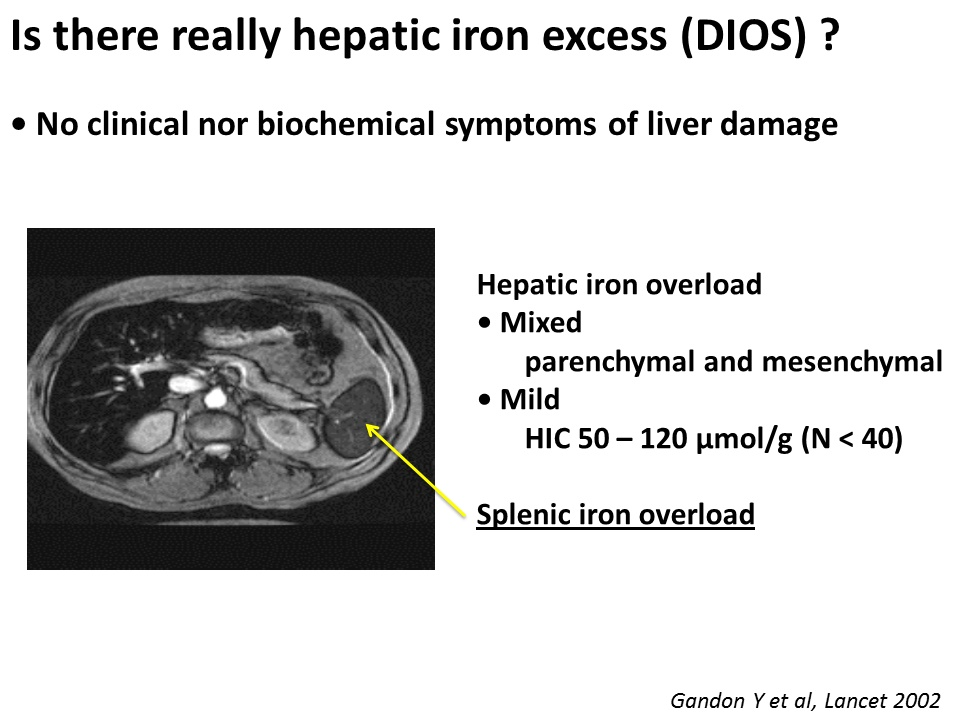 Is there really hepatic iron excess (DIOS) ?
• No clinical nor biochemical symptoms of liver damage
Hepatic iron overload
• Mixed
parenchymal and mesenchymal
• Mild
HIC 50 – 120 µmol/g (N < 40)
Splenic iron overload
Gandon Y et al, Lancet 2002